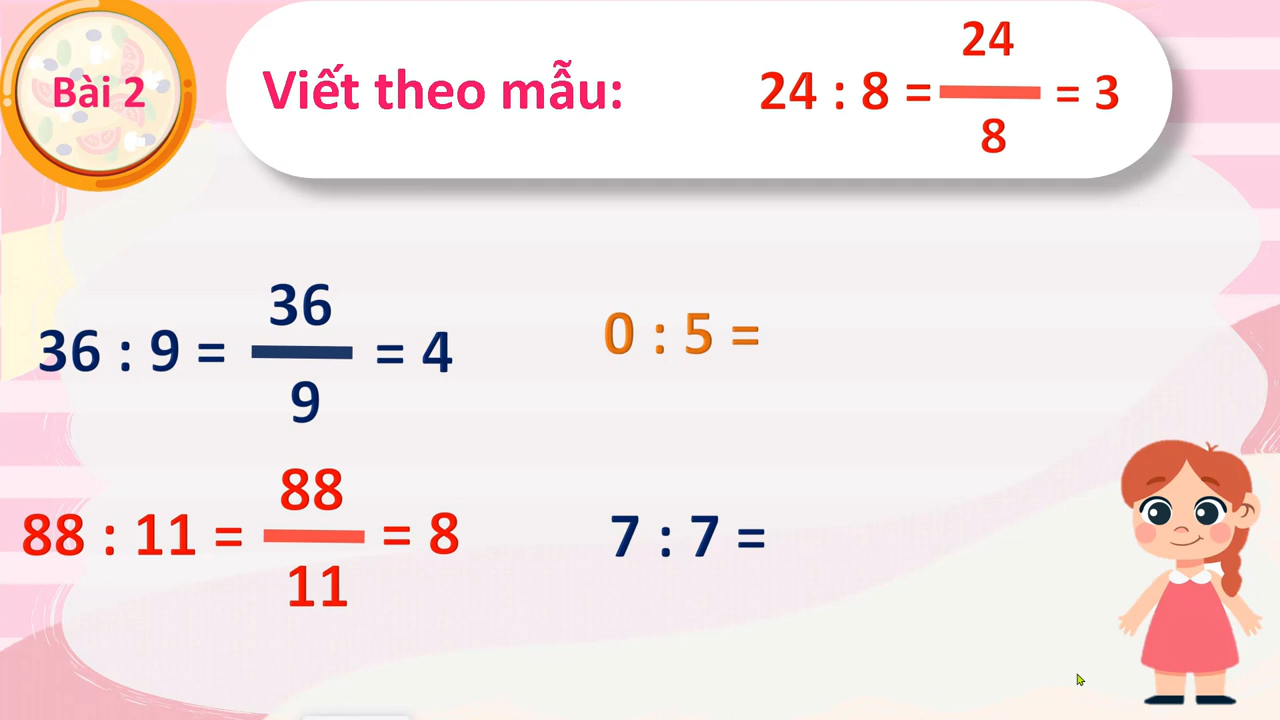 Bài 2
Viết theo mẫu:
24 : 8 = 24/8 = 3
36 : 9 = 36/9 = 4
0 : 5 =
88 : 11 = 88/11 = 8
7 : 7 =